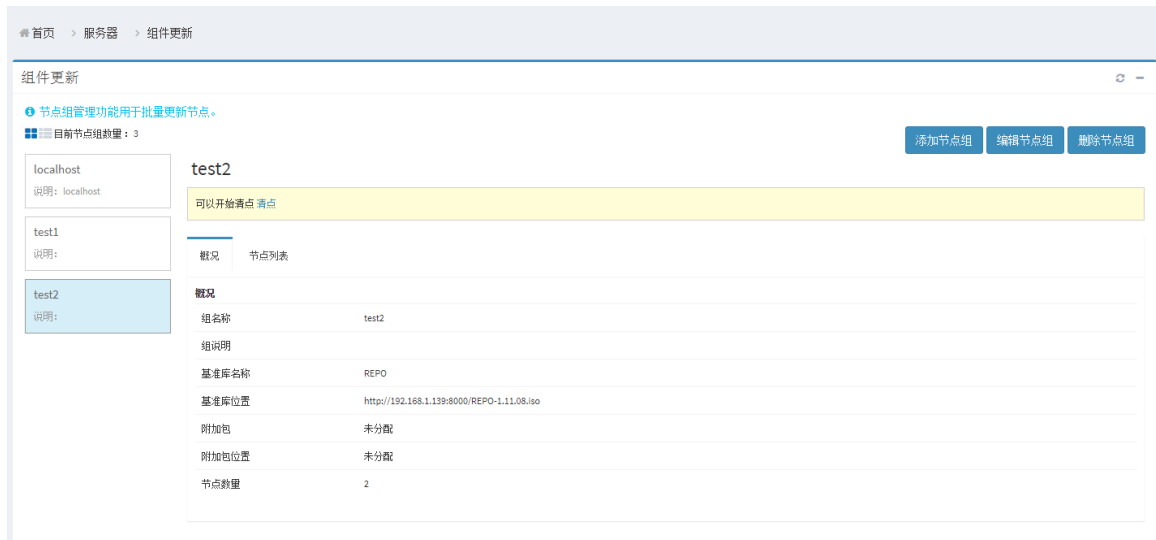 首页 > 服务器 > 组件更新
组件更新
节点组管理功能用于批量更新节点。
目前节点组数量：3
添加节点组 编辑节点组 删除节点组
localhost
说明：localhost
test1
说明：
test2
说明：
test2
可以开始清点 清点
概况 节点列表
概况
组名称 test2
组说明
基准库名称 REPO
基准库位置 http://192.168.1.139:8000/REPO-1.11.08.iso
附加包 未分配
附加包位置 未分配
节点数量 2